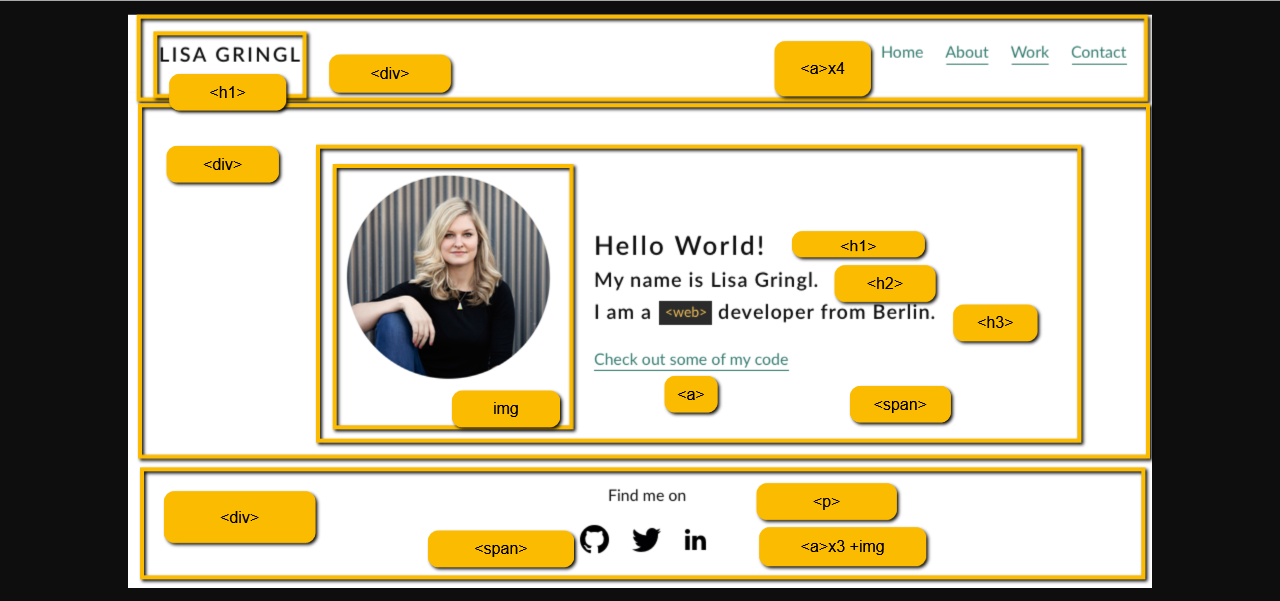 LISA GRINGL
<h1>
<div>
<a>x4
Home About Work Contact
<div>
Hello World!
<h1>
My name is Lisa Gringl.
<h2>
I am a <web> developer from Berlin.
<h3>
Check out some of my code
<a>
<span>
img
Find me on
<p>
<div>
<span>
in
<a>x3 +img